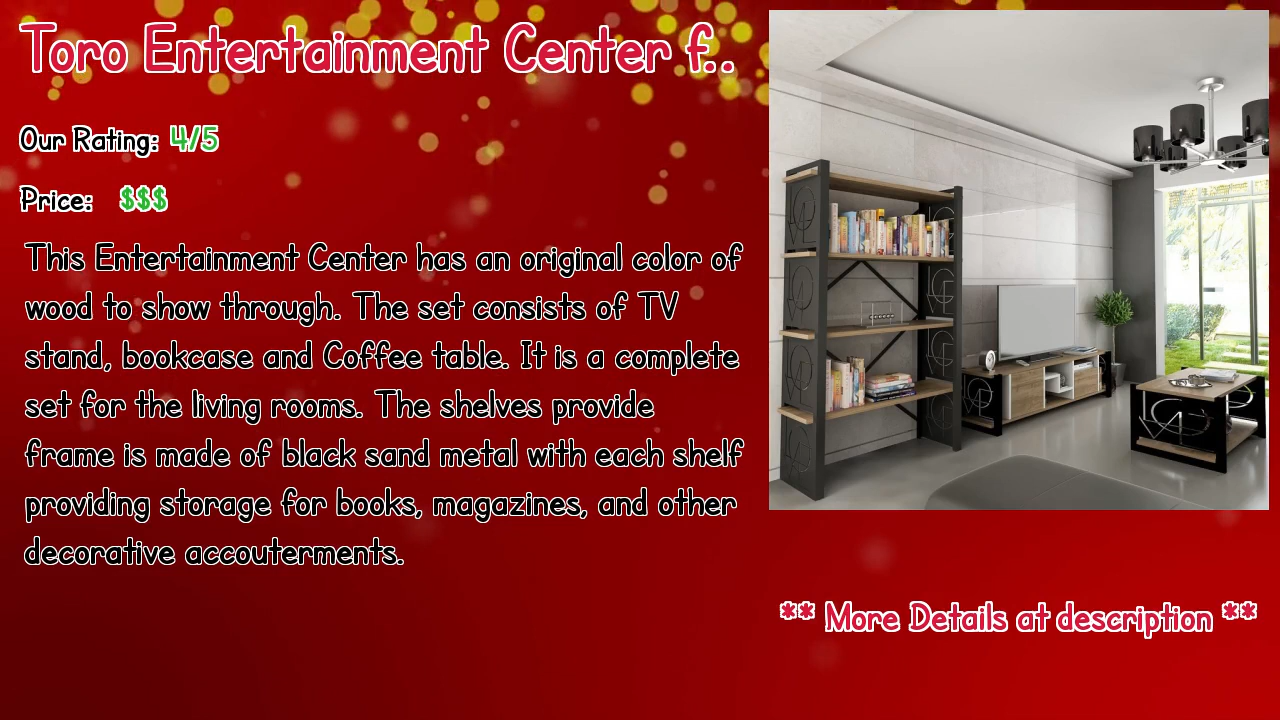 Toro Entertainment Center f..
Our Rating: 4/5
Price: $$$
This Entertainment Center has an original color of
wood to show through. The set consists of TV
stand, bookcase and Coffee table. It is a complete
set for the living rooms. The shelves provide
frame is made of black sand metal with each shelf
providing storage for books, magazines, and other
decorative accouterments.
** More Details at description **